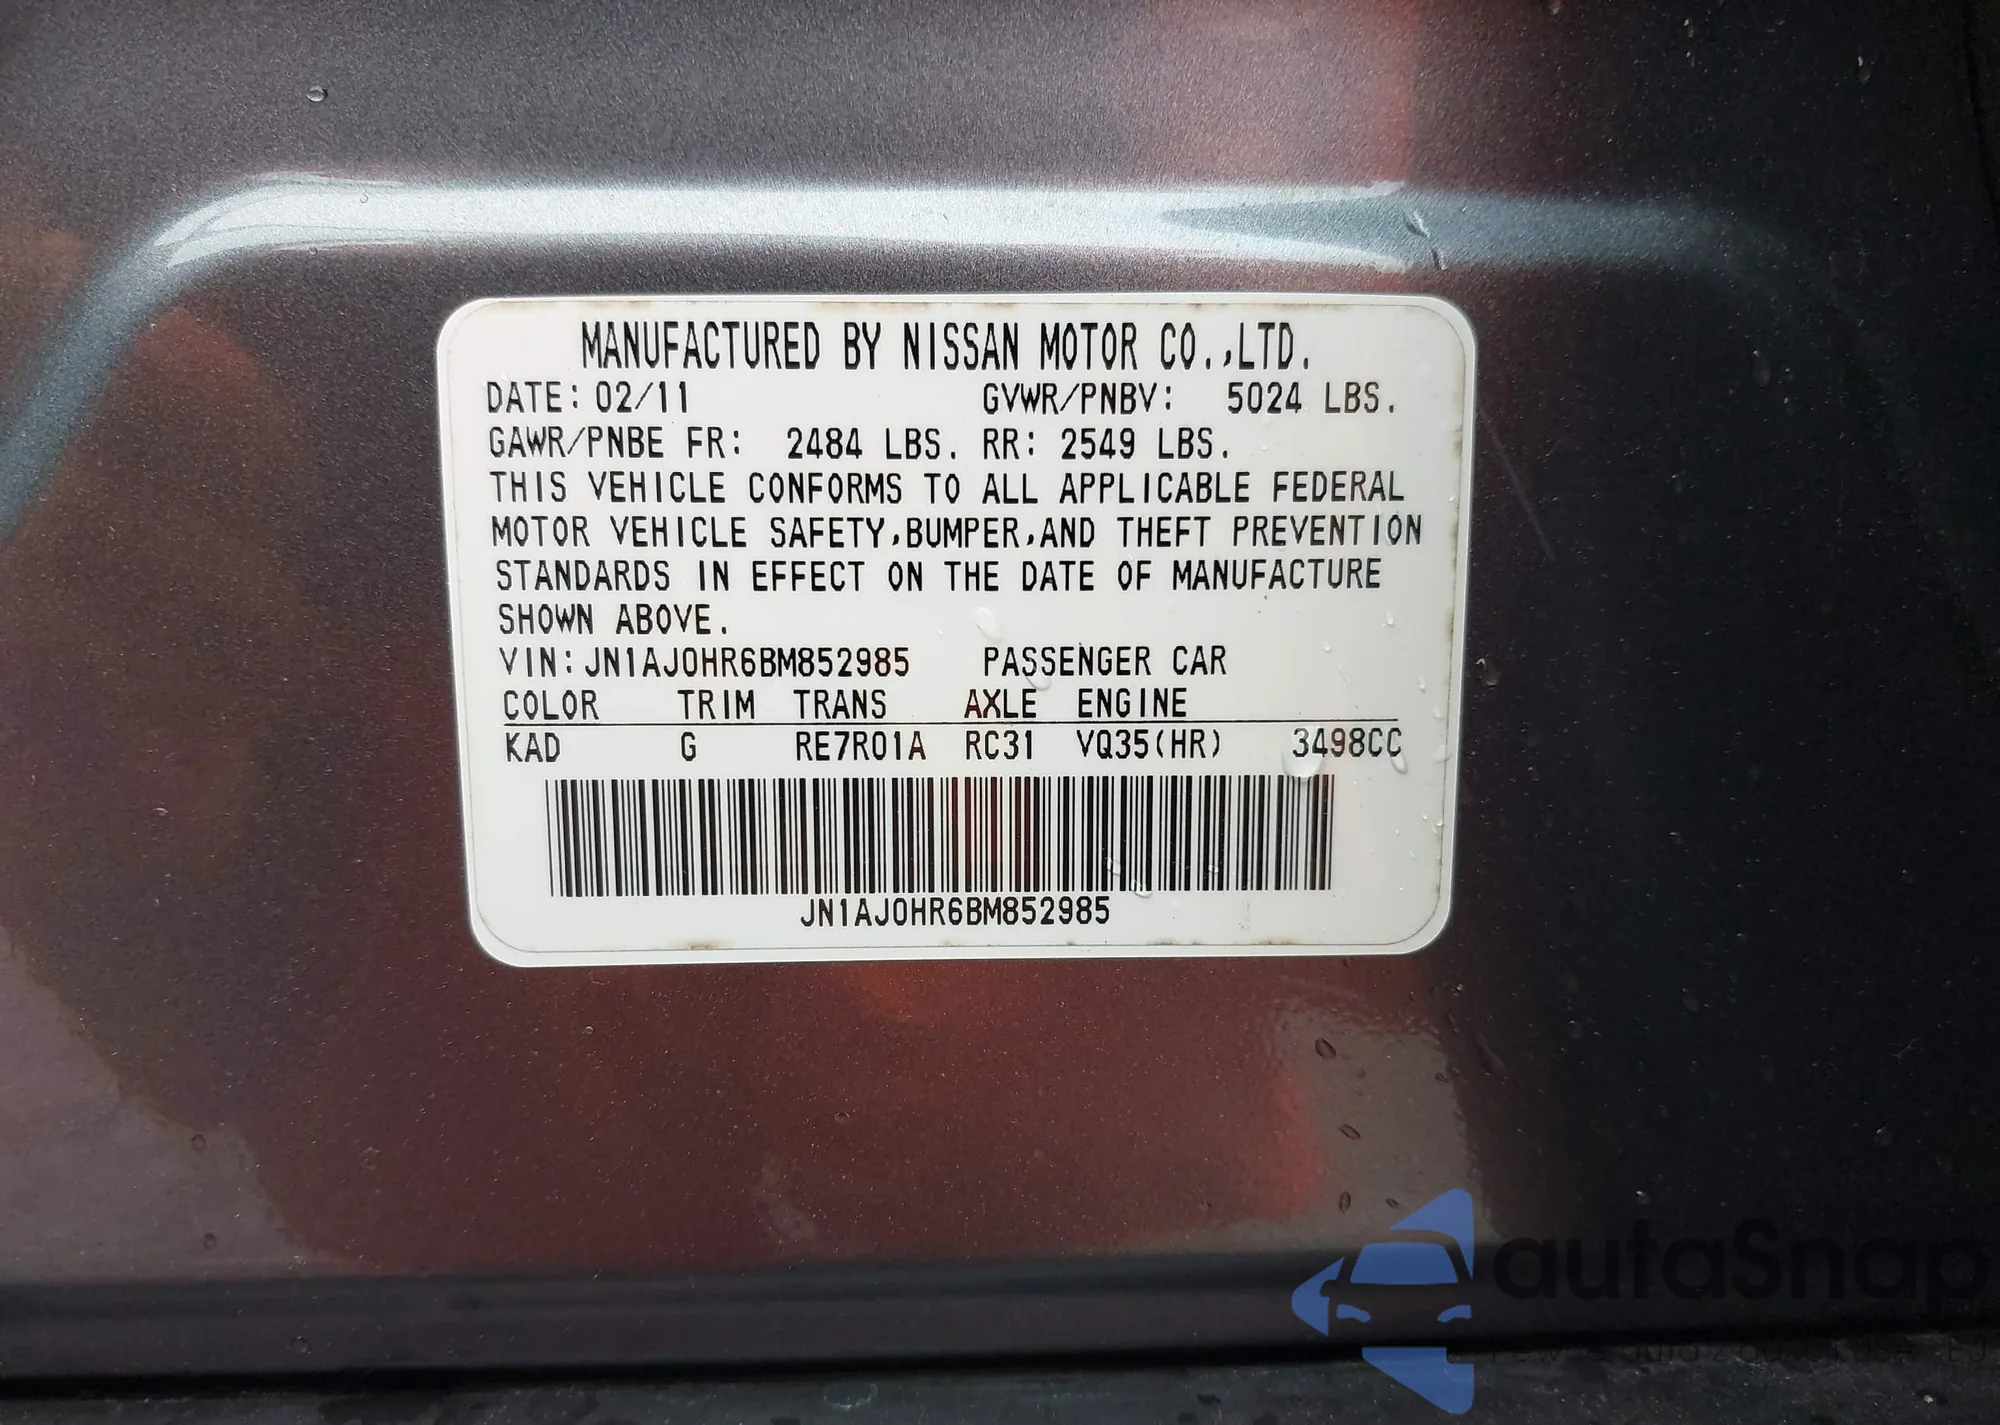 MANUFACTURED BY NISSAN MOTOR CO.,LTD.
DATE: 02/11 GVWR/PNBV: 5024 LBS.
GAWR/PNBE FR: 2484 LBS. RR: 2549 LBS.
THIS VEHICLE CONFORMS TO ALL APPLICABLE FEDERAL
MOTOR VEHICLE SAFETY,BUMPER,AND THEFT PREVENTION
STANDARDS IN EFFECT ON THE DATE OF MANUFACTURE
SHOWN ABOVE.
VIN:JN1AJ0HR6BM852985 PASSENGER CAR
COLOR TRIM TRANS AXLE ENGINE
KAD G RE7R01A RC31 VQ35(HR) 3498CC
JN1AJ0HR6BM852985
autaSnap